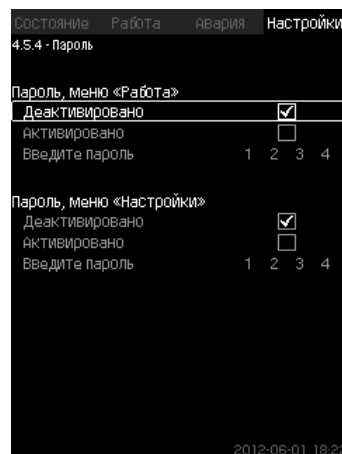 Состояние Работа Авария Настройки
4.5.4 - Пароль
Пароль, меню «Работа»
Деактивировано
Активировано
Введите пароль 1 2 3 4
Пароль, меню «Настройки»
Деактивировано
Активировано
Введите пароль 1 2 3 4
2012-06-01 18:22